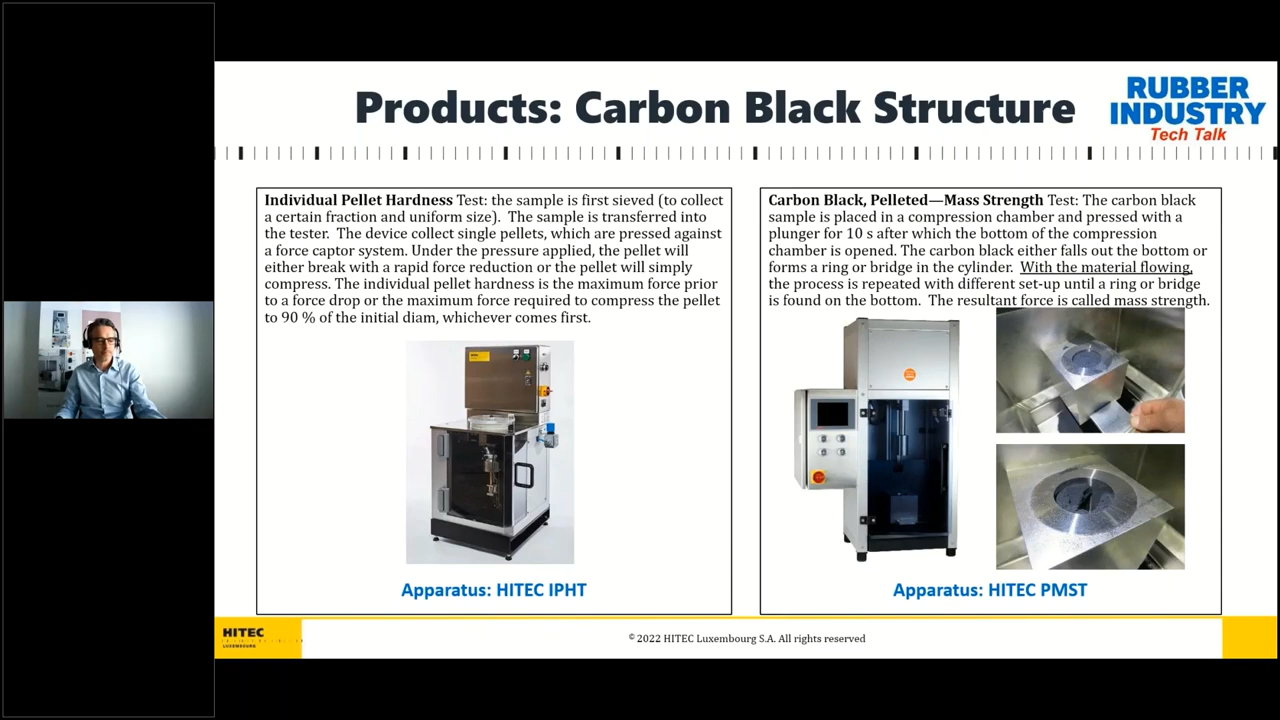 Products: Carbon Black Structure
RUBBER
INDUSTRY
Tech Talk
Individual Pellet Hardness Test: the sample is first sieved (to collect
a certain fraction and uniform size).  The sample is transferred into
the tester.  The device collect single pellets, which are pressed against
a force captor system. Under the pressure applied, the pellet will
either break with a rapid force reduction or the pellet will simply
compress. The individual pellet hardness is the maximum force prior
to a force drop or the maximum force required to compress the pellet
to 90 % of the initial diam, whichever comes first.
Apparatus: HITEC IPHT
Carbon Black, Pelleted—Mass Strength Test: The carbon black
sample is placed in a compression chamber and pressed with a
plunger for 10 s after which the bottom of the compression
chamber is opened. The carbon black either falls out the bottom or
forms a ring or bridge in the cylinder.  With the material flowing,
the process is repeated with different set-up until a ring or bridge
is found on the bottom.  The resultant force is called mass strength.
Apparatus: HITEC PMST
HITEC
LUXEMBOURG
© 2022 HITEC Luxembourg S.A. All rights reserved